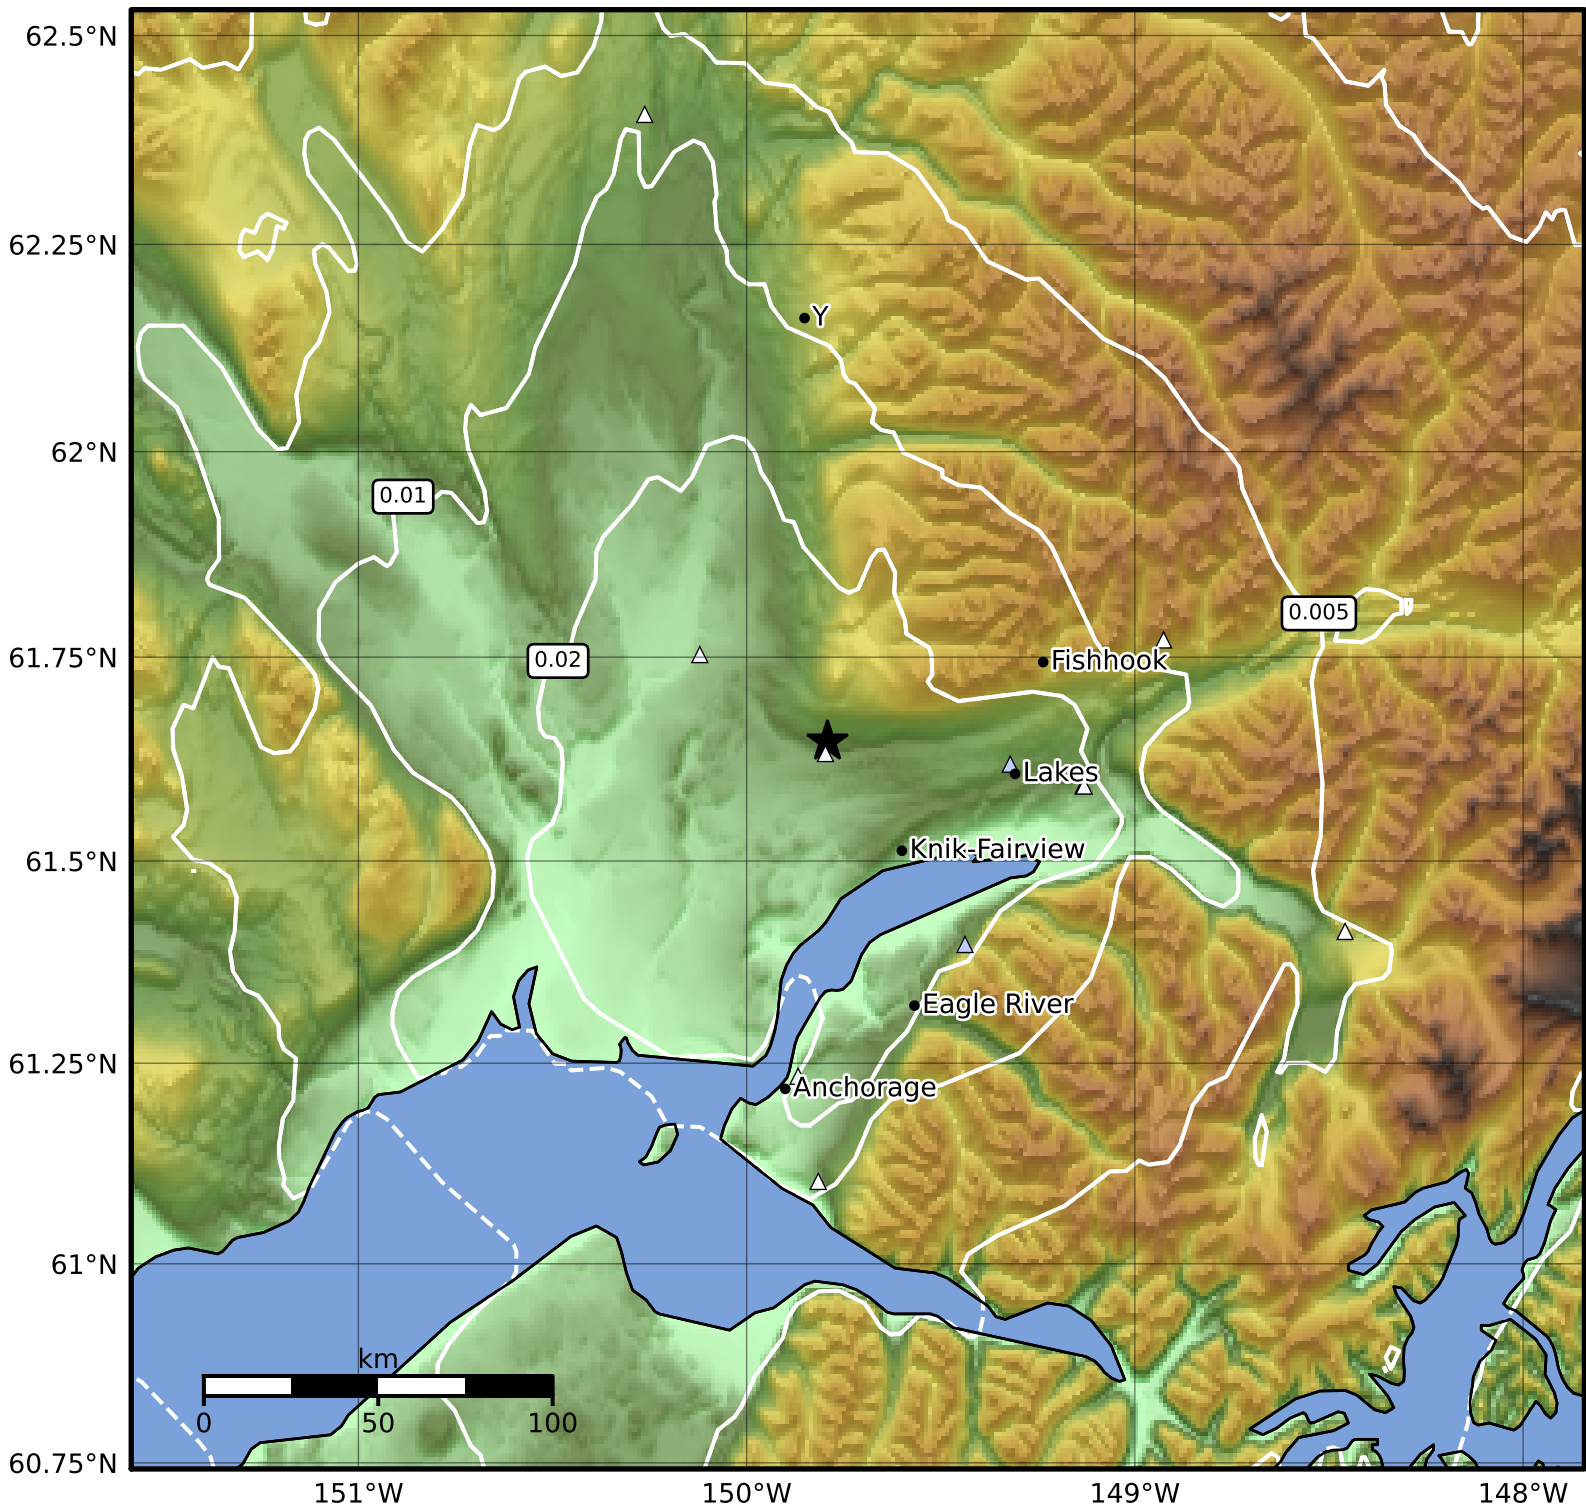 62.5°N
62.25°N
Y
62°N
0.01
0.005
61.75°N
0.02
Fishhook
Lakes
Knik-Fairview
61.5°N
Eagle River
61.25°N
Anchorage
61°N
km
0 50 100
60.75°N
151°W 150°W 149°W 148°W